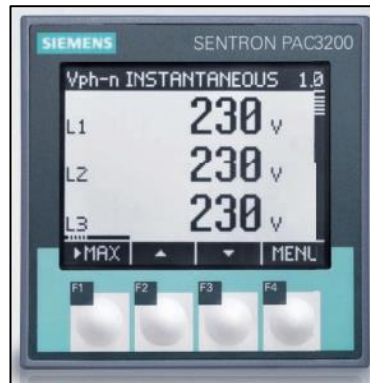 SIEMENS SENTRON PAC3200
Vph-n INSTANTANEOUS 1.0
L1 230 V
L2 230 V
L3 230 V
▸MAX ▲ ▼ MENU
F1 F2 F3 F4